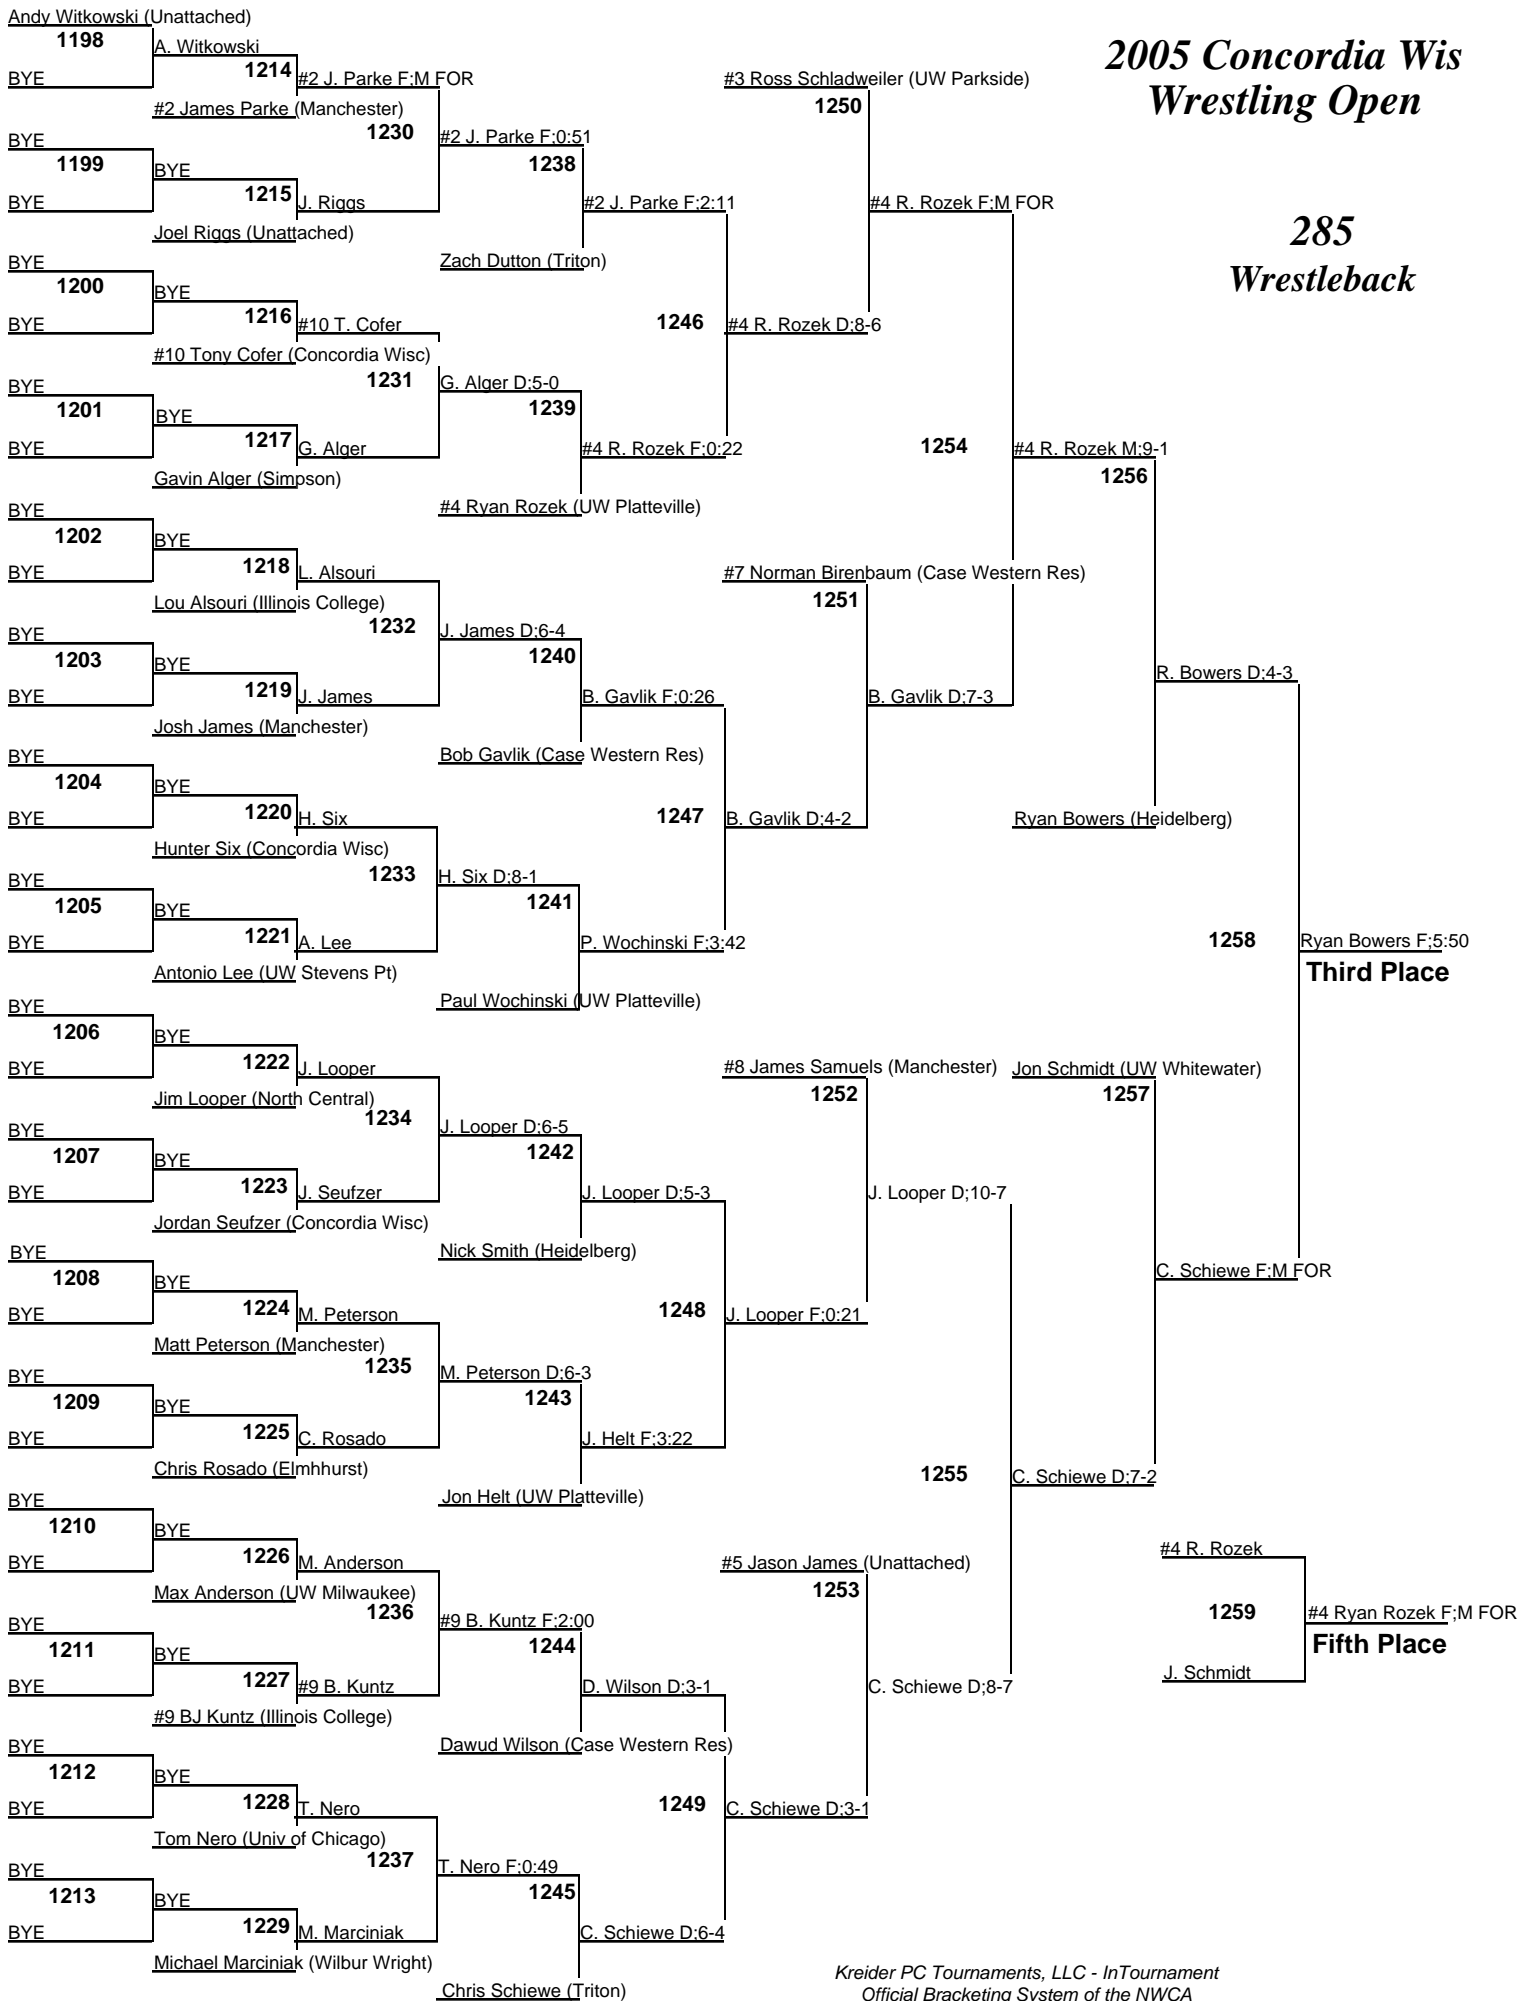 Andy Witkowski (Unattached)
1198
BYE
A. Witkowski
1214
#2 James Parke (Manchester)
#2 J. Parke F;M FOR
1230
BYE
1199
BYE
BYE
1215
Joel Riggs (Unattached)
J. Riggs
#2 J. Parke F;0:51
1238
Zach Dutton (Triton)
#2 J. Parke F;2:11
BYE
1200
BYE
BYE
1216
#10 Tony Cofer (Concordia Wisc)
#10 T. Cofer
1231
BYE
1201
BYE
BYE
1217
Gavin Alger (Simpson)
G. Alger
G. Alger D;5-0
1239
#4 Ryan Rozek (UW Platteville)
#4 R. Rozek F;0:22
1246
#4 R. Rozek D;8-6
#3 Ross Schladweiler (UW Parkside)
1250
#4 R. Rozek F;M FOR
2005 Concordia Wis
Wrestling Open
285
Wrestleback
BYE
1202
BYE
BYE
1218
Lou Alsouri (Illinois College)
L. Alsouri
1232
BYE
1203
BYE
BYE
1219
Josh James (Manchester)
J. James
J. James D;6-4
1240
Bob Gavlik (Case Western Res)
B. Gavlik F;0:26
BYE
1204
BYE
BYE
1220
Hunter Six (Concordia Wisc)
H. Six
1233
BYE
1205
BYE
BYE
1221
Antonio Lee (UW Stevens Pt)
A. Lee
H. Six D;8-1
1241
Paul Wochinski (UW Platteville)
P. Wochinski F;3:42
1247
B. Gavlik D;4-2
#7 Norman Birenbaum (Case Western Res)
1251
B. Gavlik D;7-3
1254
#4 R. Rozek M;9-1
1256
Ryan Bowers (Heidelberg)
R. Bowers D;4-3
1258
Ryan Bowers F;5:50
Third Place
BYE
1206
BYE
BYE
1222
Jim Looper (North Central)
J. Looper
1234
BYE
1207
BYE
BYE
1223
Jordan Seufzer (Concordia Wisc)
J. Seufzer
J. Looper D;6-5
1242
Nick Smith (Heidelberg)
J. Looper D;5-3
BYE
1208
BYE
BYE
1224
Matt Peterson (Manchester)
M. Peterson
1235
BYE
1209
BYE
BYE
1225
Chris Rosado (Elmhhurst)
C. Rosado
M. Peterson D;6-3
1243
Jon Helt (UW Platteville)
J. Helt F;3:22
1248
J. Looper F;0:21
#8 James Samuels (Manchester)
1252
J. Looper D;10-7
Jon Schmidt (UW Whitewater)
1257
C. Schiewe F;M FOR
BYE
1210
BYE
BYE
1226
Max Anderson (UW Milwaukee)
M. Anderson
1236
BYE
1211
BYE
BYE
1227
#9 BJ Kuntz (Illinois College)
#9 B. Kuntz
#9 B. Kuntz F;2:00
1244
Dawud Wilson (Case Western Res)
D. Wilson D;3-1
BYE
1212
BYE
BYE
1228
Tom Nero (Univ of Chicago)
T. Nero
1237
BYE
1213
BYE
BYE
1229
Michael Marciniak (Wilbur Wright)
M. Marciniak
T. Nero F;0:49
1245
Chris Schiewe (Triton)
C. Schiewe D;6-4
1249
C. Schiewe D;3-1
#5 Jason James (Unattached)
1253
C. Schiewe D;8-7
1255
C. Schiewe D;7-2
#4 R. Rozek
1259
J. Schmidt
#4 Ryan Rozek F;M FOR
Fifth Place
Kreider PC Tournaments, LLC - InTournament
Official Bracketing System of the NWCA